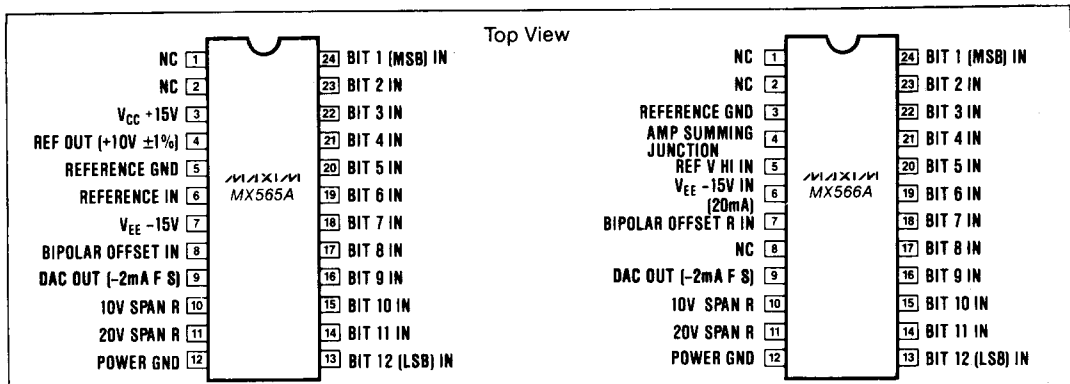 Top View
NC 1
NC 2
VCC +15V 3
REF OUT (+10V ±1%) 4
REFERENCE GND 5
REFERENCE IN 6
VEE -15V 7
BIPOLAR OFFSET IN 8
DAC OUT (-2mA F S) 9
10V SPAN R 10
20V SPAN R 11
POWER GND 12
MAXIM
MX565A
24 BIT 1 (MSB) IN
23 BIT 2 IN
22 BIT 3 IN
21 BIT 4 IN
20 BIT 5 IN
19 BIT 6 IN
18 BIT 7 IN
17 BIT 8 IN
16 BIT 9 IN
15 BIT 10 IN
14 BIT 11 IN
13 BIT 12 (LSB) IN
NC 1
NC 2
REFERENCE GND 3
AMP SUMMING 4
JUNCTION
REF V HI IN 5
VEE -15V IN 6
(20mA)
BIPOLAR OFFSET R IN 7
NC 8
DAC OUT (-2mA F S) 9
10V SPAN R 10
20V SPAN R 11
POWER GND 12
MAXIM
MX566A
24 BIT 1 (MSB) IN
23 BIT 2 IN
22 BIT 3 IN
21 BIT 4 IN
20 BIT 5 IN
19 BIT 6 IN
18 BIT 7 IN
17 BIT 8 IN
16 BIT 9 IN
15 BIT 10 IN
14 BIT 11 IN
13 BIT 12 (LSB) IN